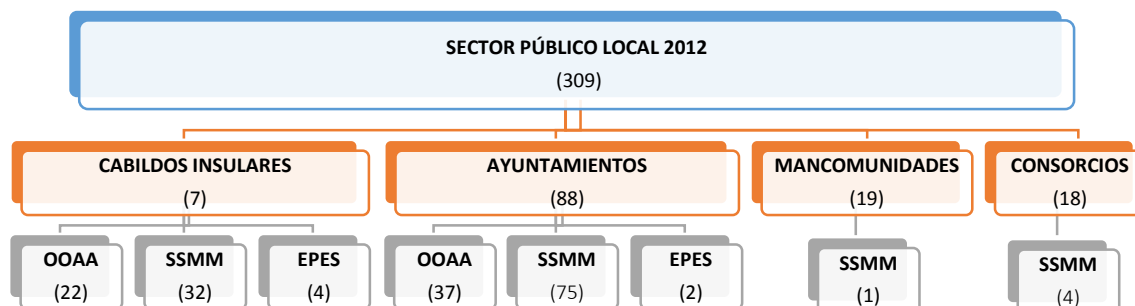 SECTOR PÚBLICO LOCAL 2012
(309)
CABILDOS INSULARES
(7)
AYUNTAMIENTOS
(88)
MANCOMUNIDADES
(19)
CONSORCIOS
(18)
OOAA
(22)
SSMM
(32)
EPES
(4)
OOAA
(37)
SSMM
(75)
EPES
(2)
SSMM
(1)
SSMM
(4)